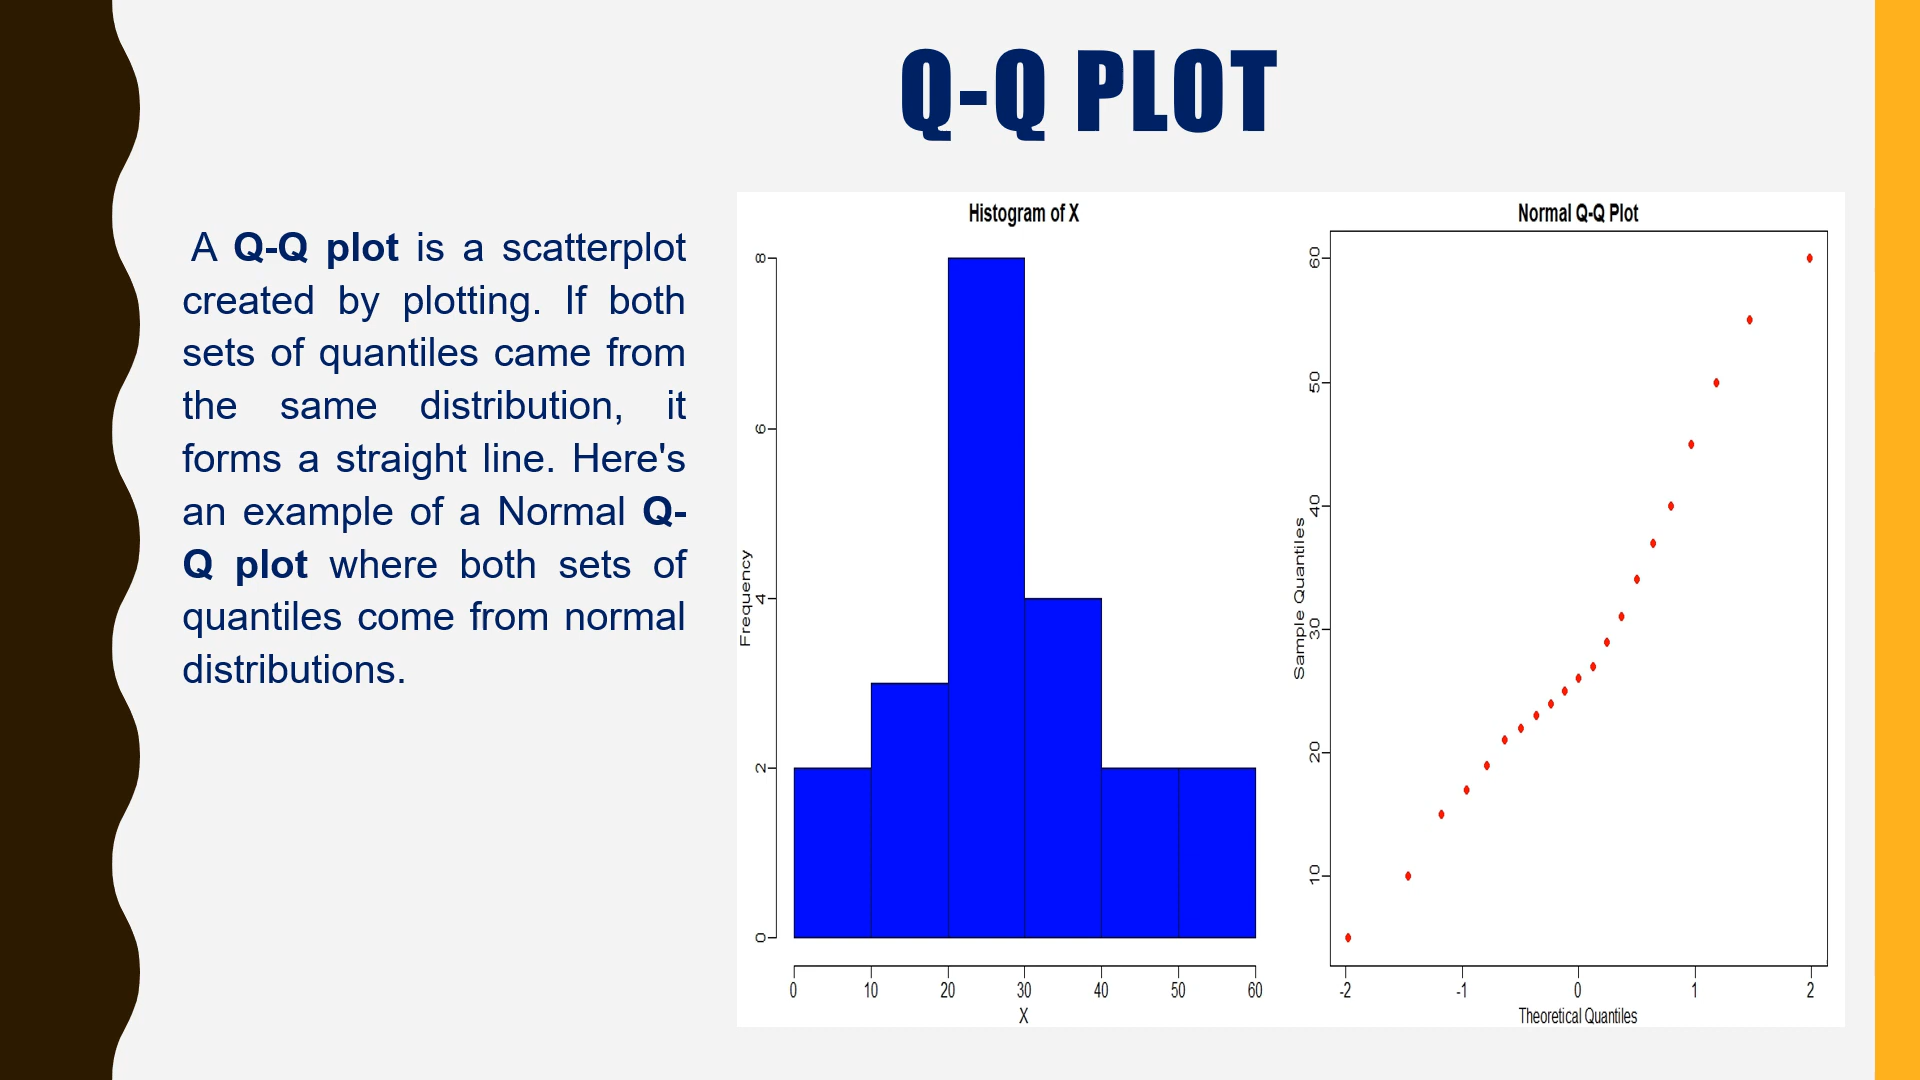 Q-Q PLOT
A Q-Q plot is a scatterplot
created by plotting. If both
sets of quantiles came from
the same distribution, it
forms a straight line. Here's
an example of a Normal Q-
Q plot where both sets of
quantiles come from normal
distributions.
Histogram of X
8
6
4
2
0
Frequency
0 10 20 30 40 50 60
X
Normal Q-Q Plot
60
50
40
30
20
10
Sample Quantiles
-2 -1 0 1 2
Theoretical Quantiles